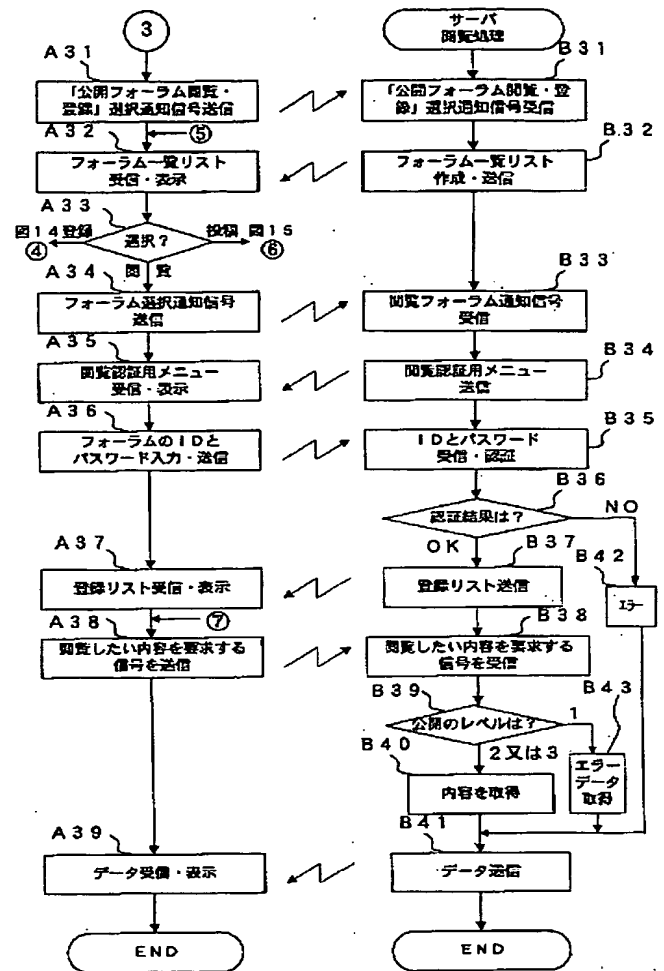 3
A31
「公開フォーラム閲覧・
登録」選択通知信号送信
A32
⑤
フォーラム一覧リスト
受信・表示
A33
選択?
図14登録
④
投稿 図15
⑥
閲覧
A34
フォーラム選択通知信号
送信
A35
閲覧認証用メニュー
受信・表示
A36
フォーラムのIDと
パスワード入力・送信
A37
登録リスト受信・表示
⑦
A38
閲覧したい内容を要求する
信号を送信
A39
データ受信・表示
END
サーバ
閲覧処理
B31
「公開フォーラム閲覧・登
録」選択通知信号受信
B.32
フォーラム一覧リスト
作成・送信
B33
閲覧フォーラム通知信号
受信
B34
閲覧認証用メニュー
送信
B35
IDとパスワード
受信・認証
B36
認証結果は?
NO
OK
B37
登録リスト送信
B42
エラー
B38
閲覧したい内容を要求する
信号を受信
B39
公開のレベルは?
1
B43
2又は3
エラー
データ
取得
B40
内容を取得
B41
データ送信
END